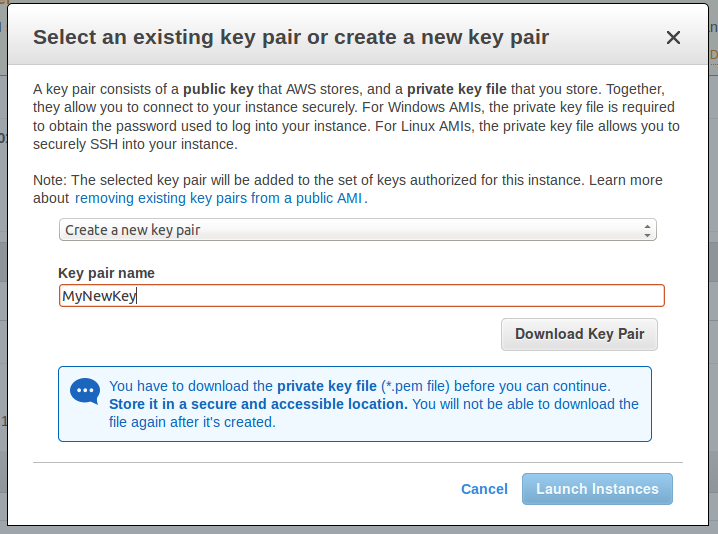 Select an existing key pair or create a new key pair
A key pair consists of a public key that AWS stores, and a private key file that you store. Together,
they allow you to connect to your instance securely. For Windows AMIs, the private key file is required
to obtain the password used to log into your instance. For Linux AMIs, the private key file allows you to
securely SSH into your instance.
Note: The selected key pair will be added to the set of keys authorized for this instance. Learn more
about removing existing key pairs from a public AMI.
Create a new key pair
Key pair name
MyNewKey
Download Key Pair
You have to download the private key file (*.pem file) before you can continue.
Store it in a secure and accessible location. You will not be able to download the
file again after it's created.
Cancel
Launch Instances